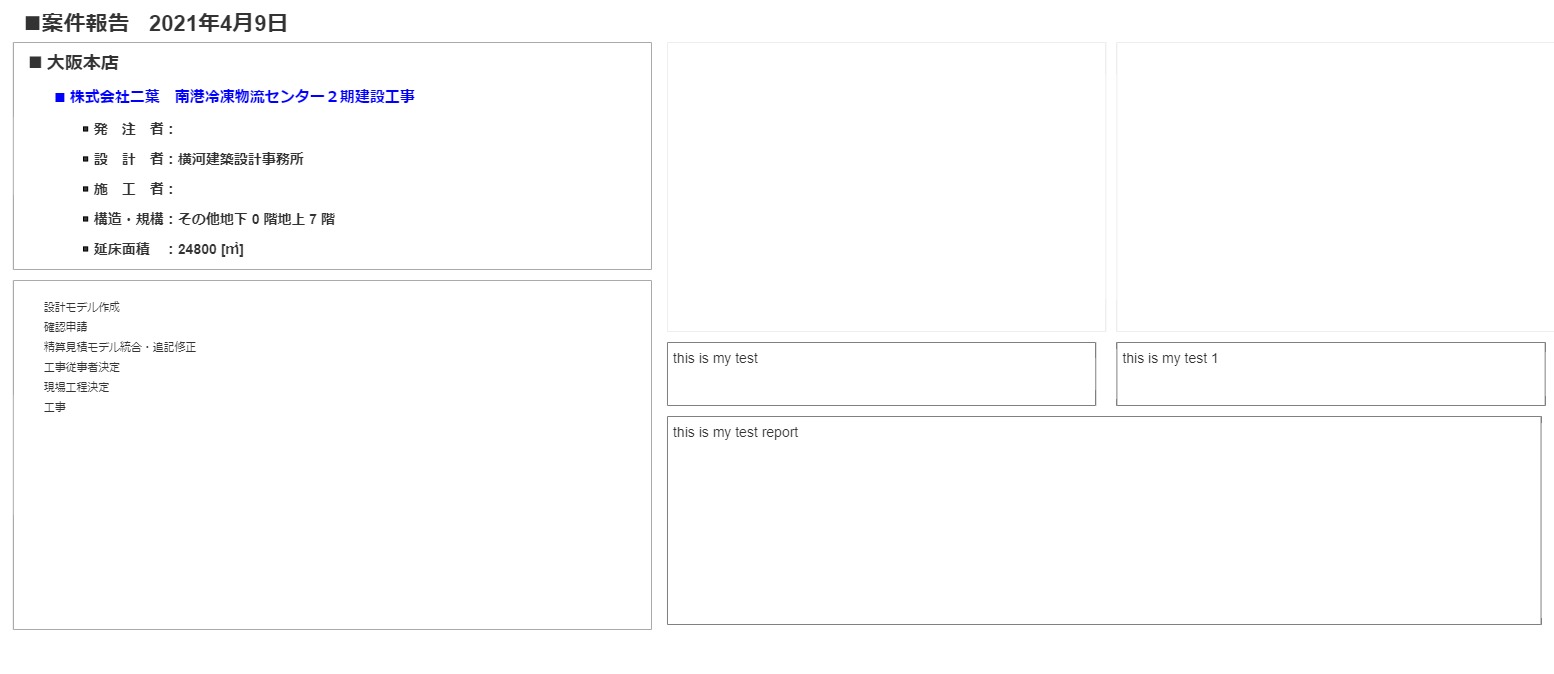 ■案件報告　2021年4月9日
■ 大阪本店
■ 株式会社二葉　南港冷凍物流センター２期建設工事
発　注　者：
設　計　者：横河建築設計事務所
施　工　者：
構造・規構：その他地下 0 階地上 7 階
延床面積　：24800 [㎡]
設計モデル作成
確認申請
精算見積モデル統合・追記修正
工事従事者決定
現場工程決定
工事
this is my test
this is my test 1
this is my test report